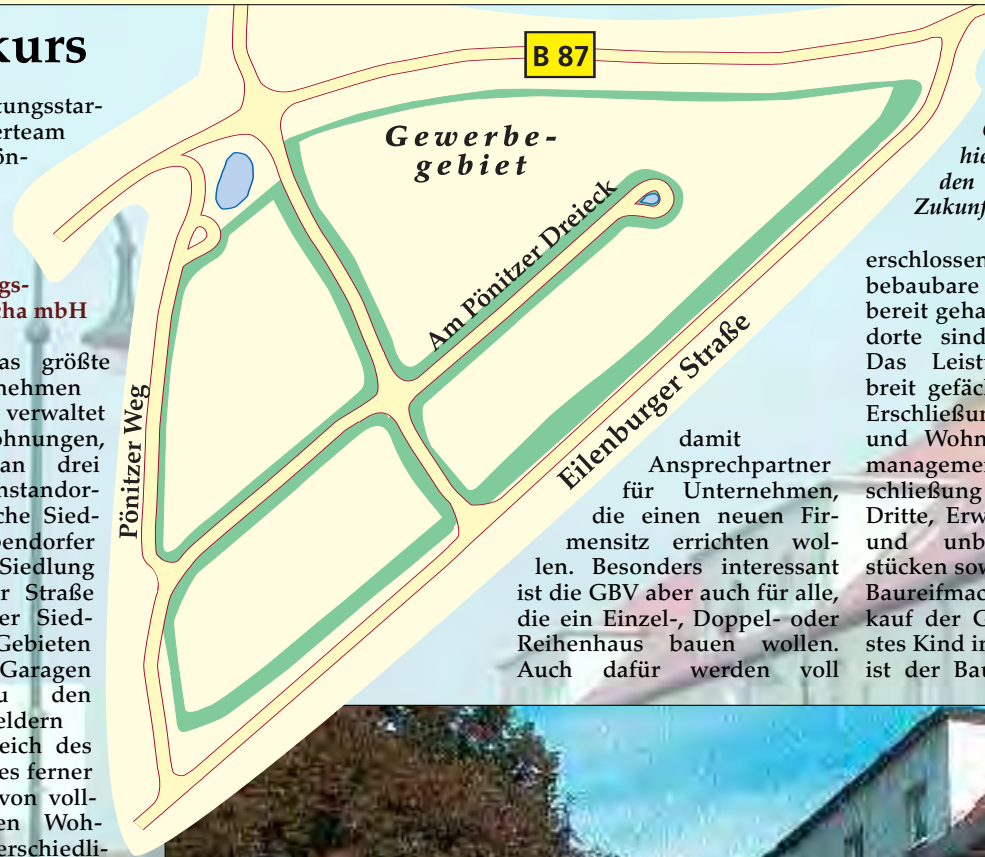 kurs
tungsstar-
erteam
ön-
gs-
cha mbH
as größte
nehmen
verwaltet
ohnungen,
an drei
nstandor-
che Sied-
bendorfer
Siedlung
r Straße
er Sied-
Gebieten
Garagen
u den
eldern
eich des
es ferner
von voll-
en Woh-
erschiedli-
B 87
Gewerbe-
gebiet
Am Pönitzer Dreieck
Pönitzer Weg
Eilenburger Straße
damit
Ansprechpartner
für Unternehmen,
die einen neuen Fir-
mensitz errichten wol-
len. Besonders interessant
ist die GBV aber auch für alle,
die ein Einzel-, Doppel- oder
Reihenhaus bauen wollen.
Auch dafür werden voll
hie
den
Zukunf
erschlossen
bebaubare
bereit geha
dorte sind
Das Leist
breit gefäc
Erschließu
und Wohn
manageme
schließung
Dritte, Erw
und unb
stücken sow
Baureifmac
kauf der G
stes Kind in
ist der Bau